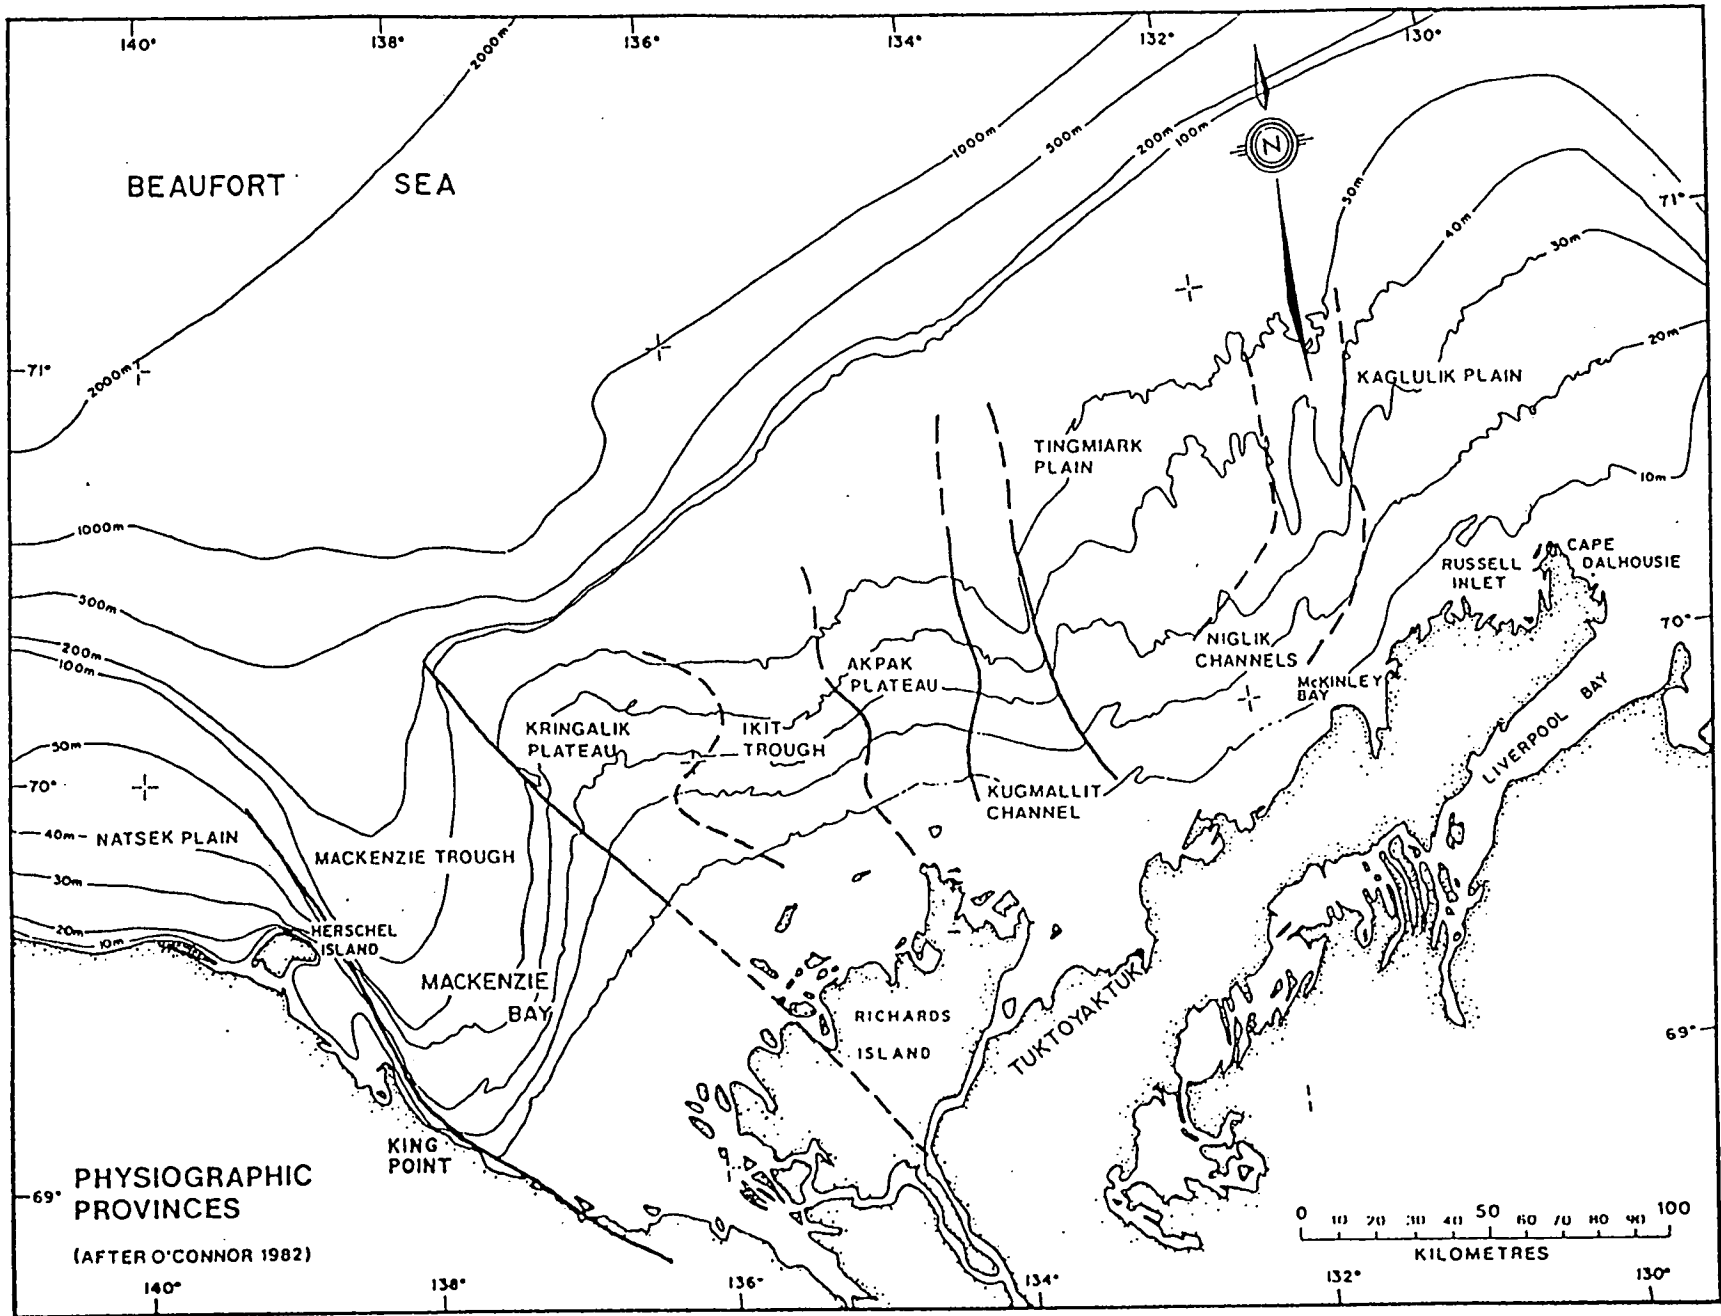 140°
138°
136°
134°
132°
130°
2000m
1000m
500m
200m
100m
BEAUFORT SEA
N
50m
71°
40m
30m
20m
71°
2000m
KAGLULIK PLAIN
TINGMIARK
PLAIN
10m
1000m
CAPE
DALHOUSIE
RUSSELL
INLET
500m
70°
200m
100m
NIGLIK
CHANNELS
AKPAK
PLATEAU
McKINLEY
BAY
LIVERPOOL BAY
KRINGALIK
PLATEAU
IKIT
TROUGH
50m
70°
KUGMALLIT
CHANNEL
40m
NATSEK PLAIN
MACKENZIE TROUGH
30m
20m
10m
HERSCHEL
ISLAND
MACKENZIE
BAY
RICHARDS
ISLAND
TUKTOYAKTUK
69°
KING
POINT
PHYSIOGRAPHIC
PROVINCES
69°
(AFTER O'CONNOR 1982)
0 10 20 30 40 50 60 70 80 90 100
KILOMETRES
140°
138°
136°
134°
132°
130°